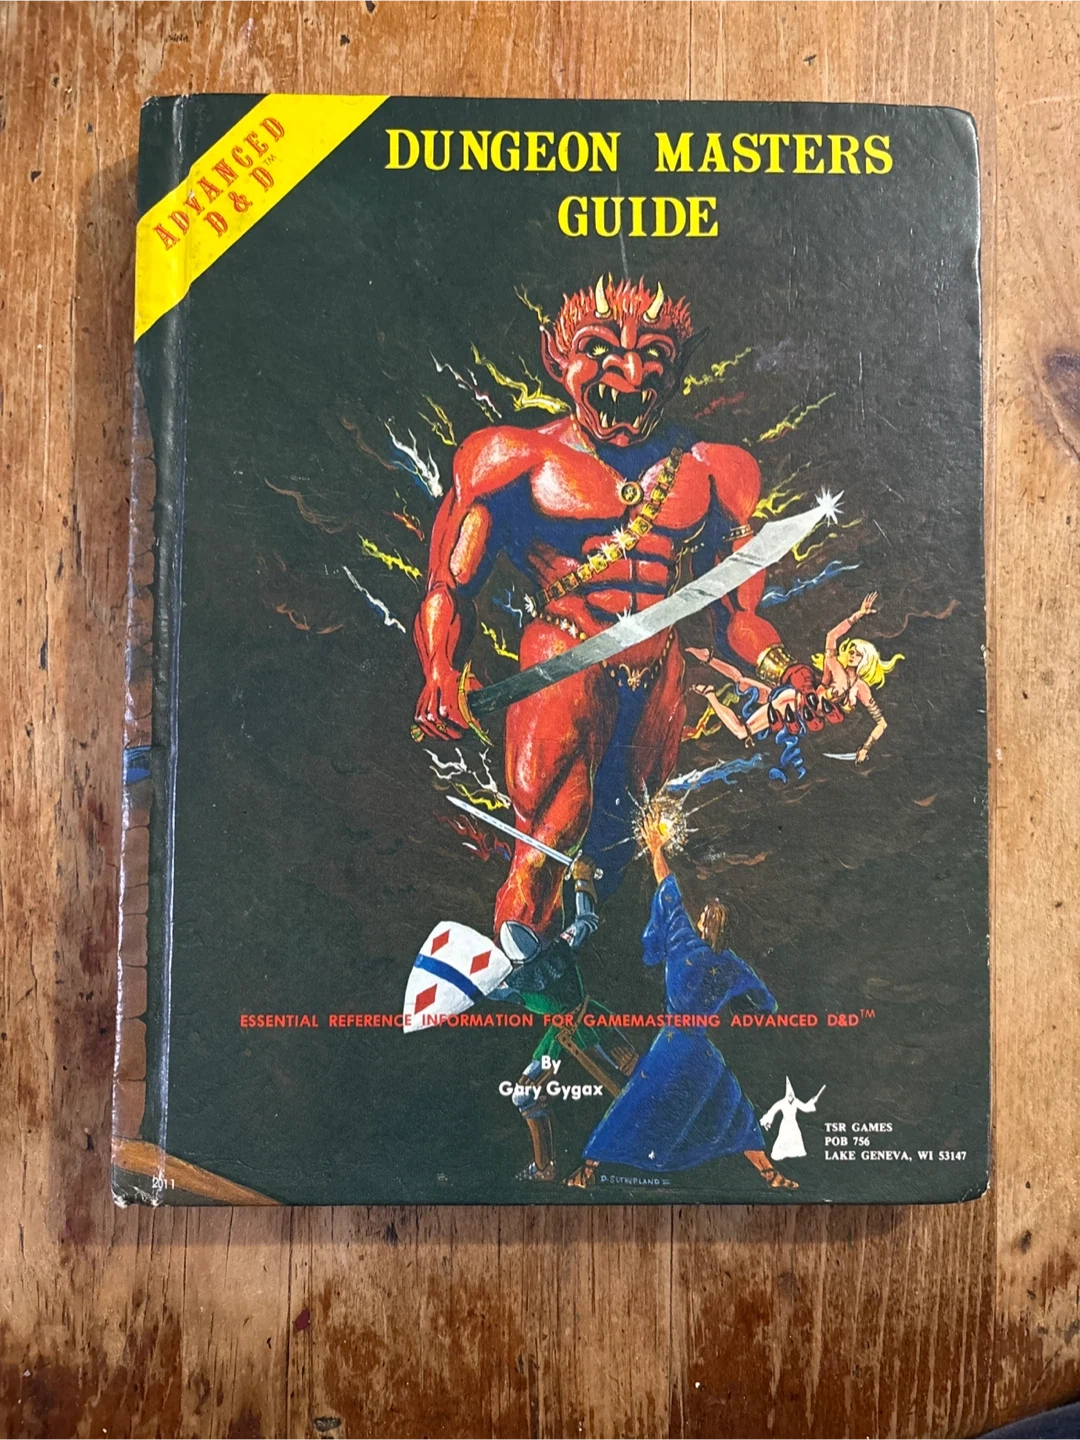 ADVANCED
D & D™
DUNGEON MASTERS
GUIDE
ESSENTIAL REFERENCE INFORMATION FOR GAMEMASTERING ADVANCED D&D™
By
Gary Gygax
TSR GAMES
POB 756
LAKE GENEVA, WI 53147
D. SUTHERLAND III
2011